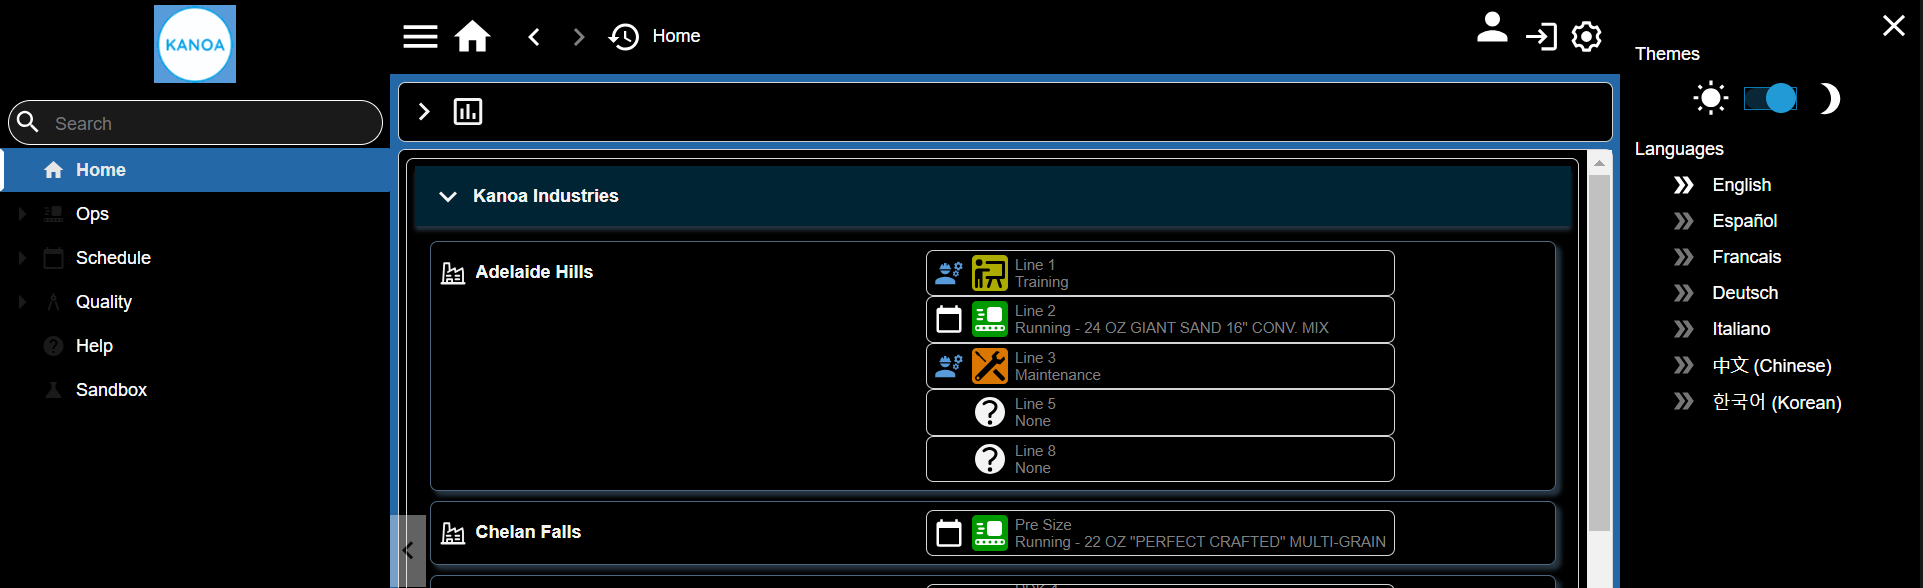 KANOA
Search
Home
Ops
Schedule
Quality
Help
Sandbox
Home
Kanoa Industries
Adelaide Hills
Line 1
Training
Line 2
Running - 24 OZ GIANT SAND 16" CONV. MIX
Line 3
Maintenance
Line 5
None
Line 8
None
Chelan Falls
Pre Size
Running - 22 OZ "PERFECT CRAFTED" MULTI-GRAIN
Themes
Languages
English
Español
Francais
Deutsch
Italiano
中文 (Chinese)
한국어 (Korean)